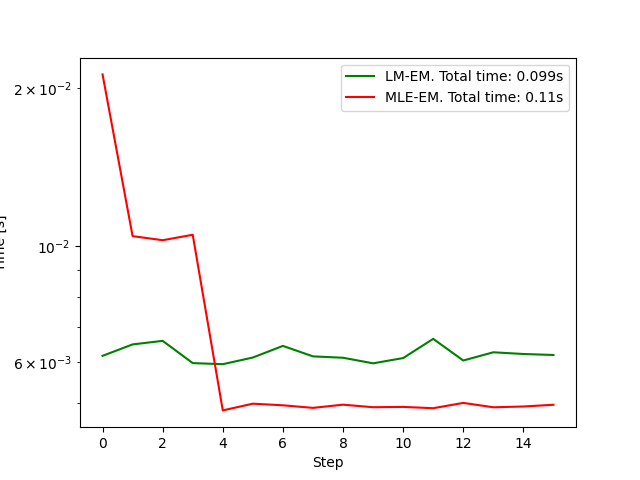 LM-EM. Total time: 0.099s
MLE-EM. Total time: 0.11s
2 × 10⁻²
10⁻²
6 × 10⁻³
Time [s]
0 2 4 6 8 10 12 14
Step